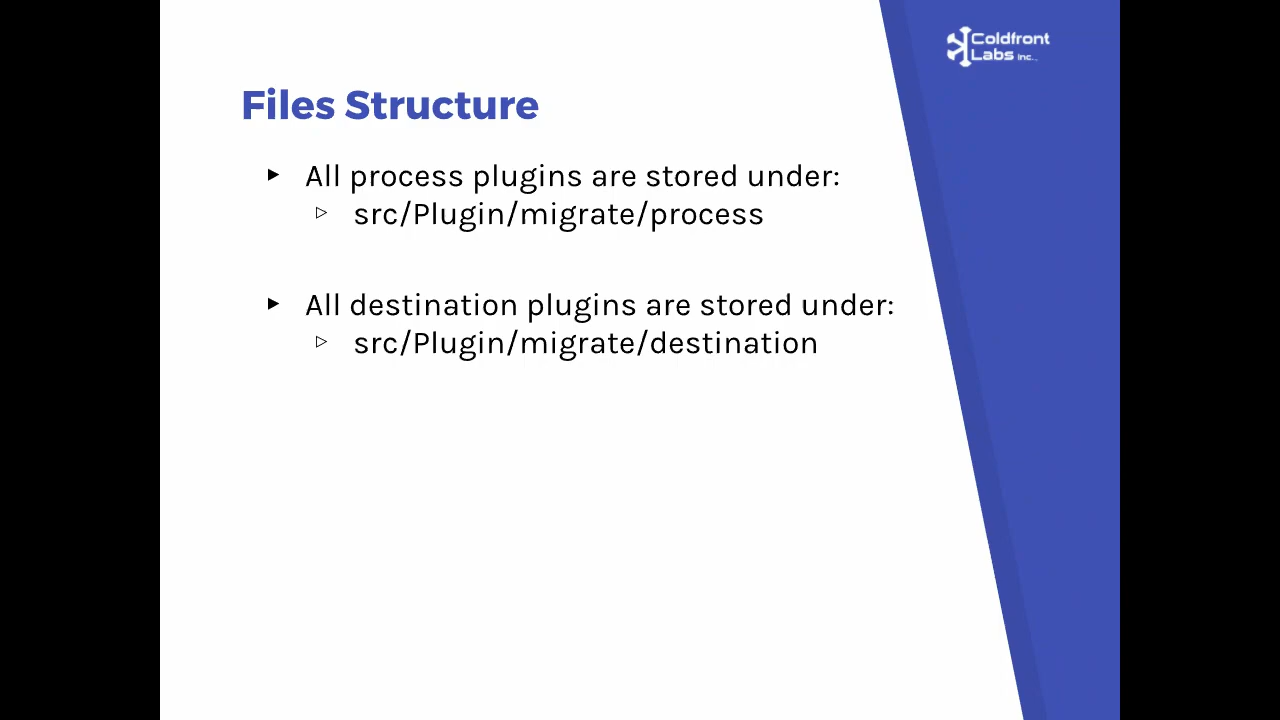 Coldfront
Labs Inc.
Files Structure
▸ All process plugins are stored under:
▹ src/Plugin/migrate/process
▸ All destination plugins are stored under:
▹ src/Plugin/migrate/destination